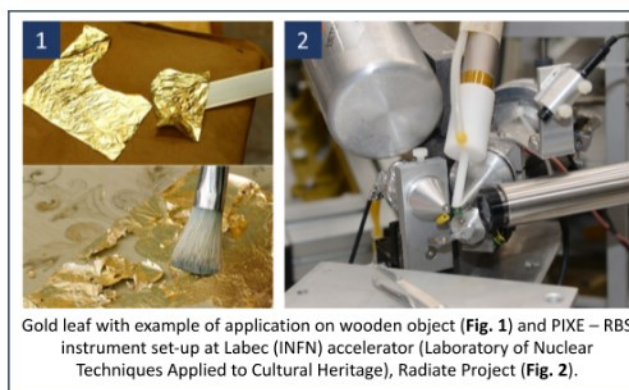 1
2
Gold leaf with example of application on wooden object (Fig. 1) and PIXE – RBS
instrument set-up at Labec (INFN) accelerator (Laboratory of Nuclear
Techniques Applied to Cultural Heritage), Radiate Project (Fig. 2).